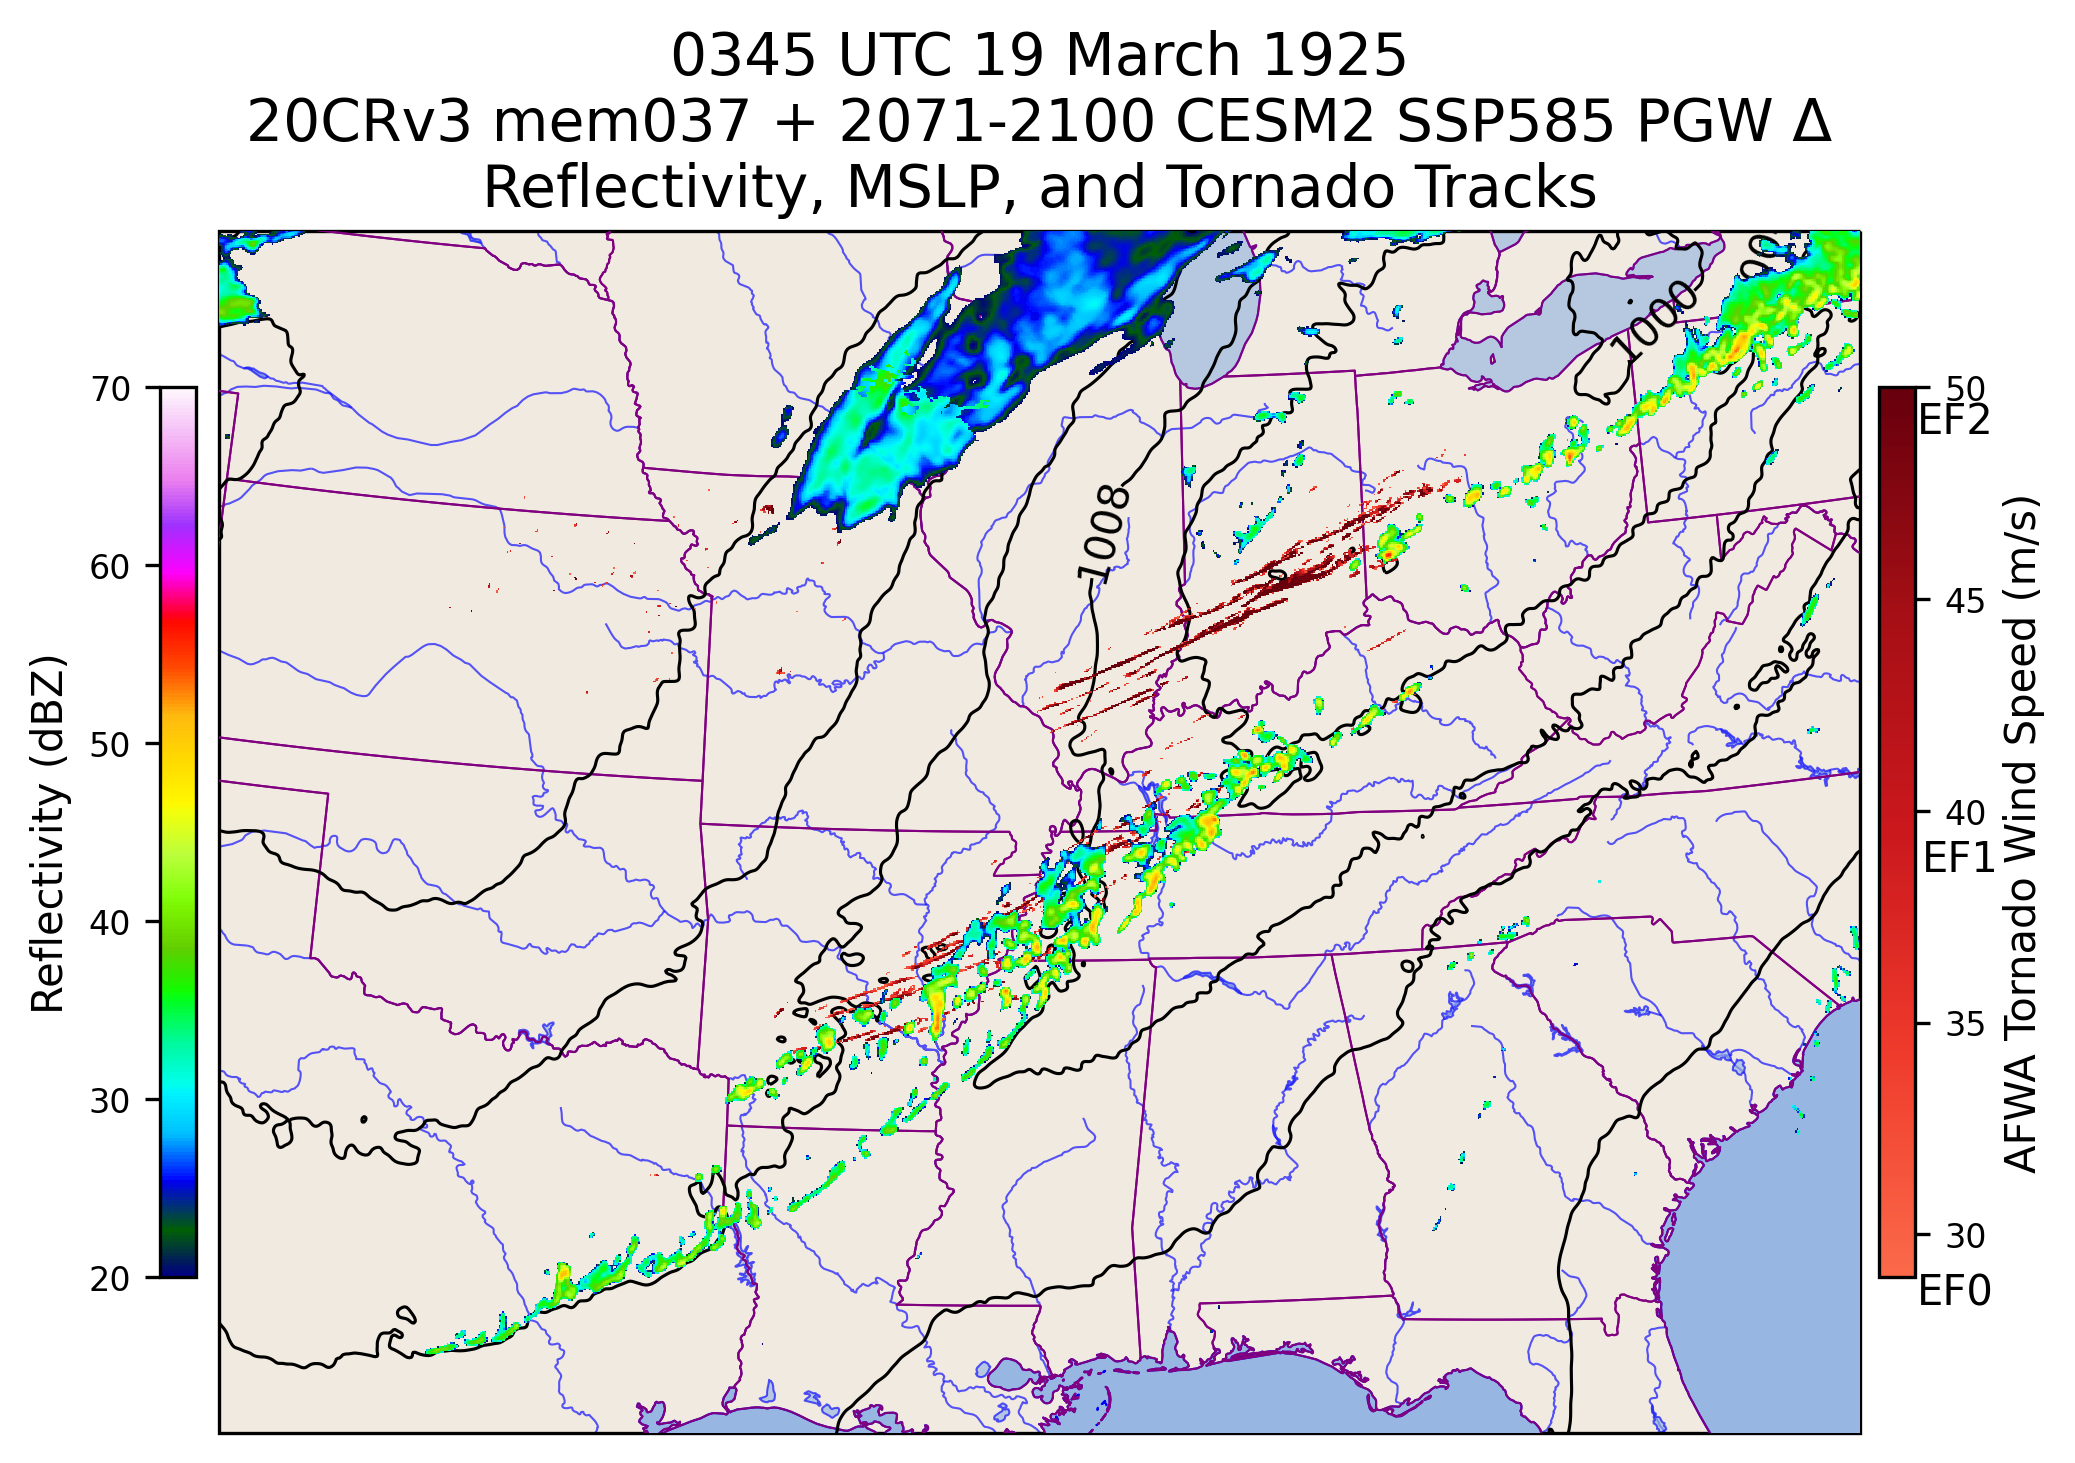 0345 UTC 19 March 1925
20CRv3 mem037 + 2071-2100 CESM2 SSP585 PGW Δ
Reflectivity, MSLP, and Tornado Tracks
1000
1008
70
60
50
40
30
20
Reflectivity (dBZ)
50
EF2
45
40
EF1
35
30
EF0
AFWA Tornado Wind Speed (m/s)